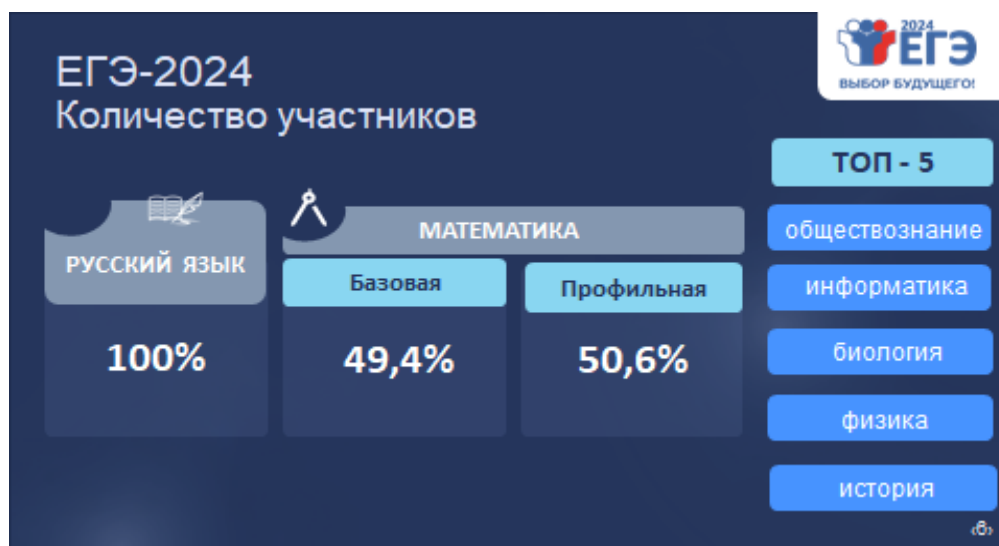 ЕГЭ-2024
Количество участников
2024
ЕГЭ
ВЫБОР БУДУЩЕГО!
РУССКИЙ ЯЗЫК
100%
МАТЕМАТИКА
Базовая
Профильная
49,4%
50,6%
ТОП - 5
обществознание
информатика
биология
физика
история